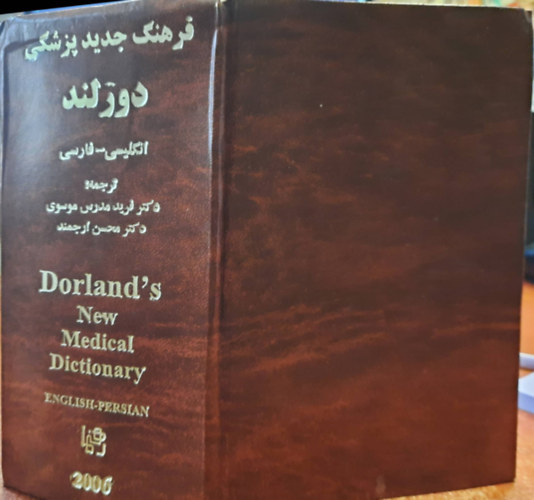 فرهنگ جدید پزشکی
دورلند
انگلیسی-فارسی
ترجمه:
دکتر فرید مدرس موسوی
دکتر محسن ارجمند
Dorland's
New
Medical
Dictionary
ENGLISH-PERSIAN
2006